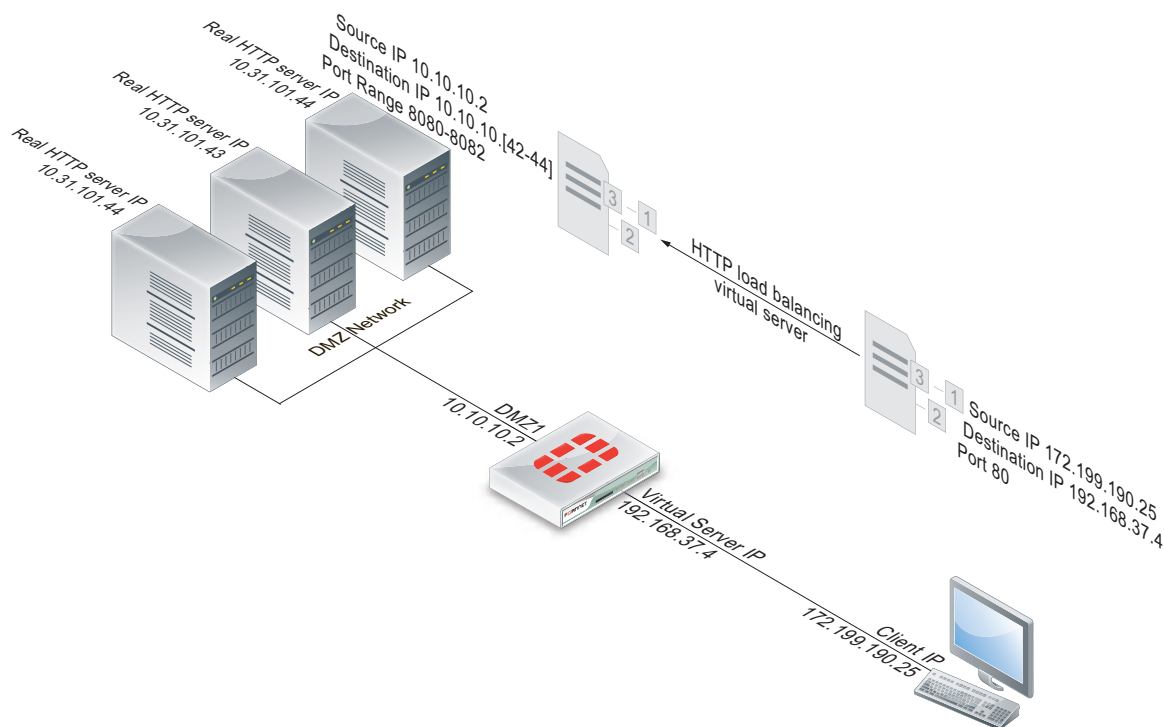 Real HTTP server IP
10.31.101.44
Real HTTP server IP
10.31.101.43
Real HTTP server IP
10.31.101.44
Source IP 10.10.10.2
Destination IP 10.10.10.[42-44]
Port Range 8080-8082
3
1
2
HTTP load balancing
virtual server
3
1
2
Source IP 172.199.190.25
Destination IP 192.168.37.4
Port 80
DMZ Network
DMZ1
10.10.10.2
FORTINET
Virtual Server IP
192.168.37.4
Client IP
172.199.190.25